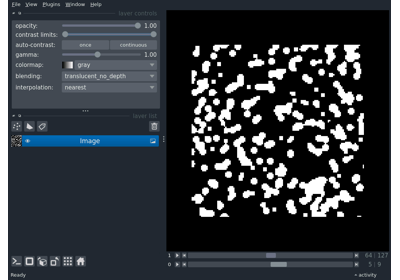 File View Plugins Window Help
layer controls
opacity: 1.00
contrast limits:
auto-contrast: once continuous
gamma: 1.00
colormap: gray
blending: translucent_no_depth
interpolation: nearest
layer list
Image
1 64 127
0 5 9
Ready activity